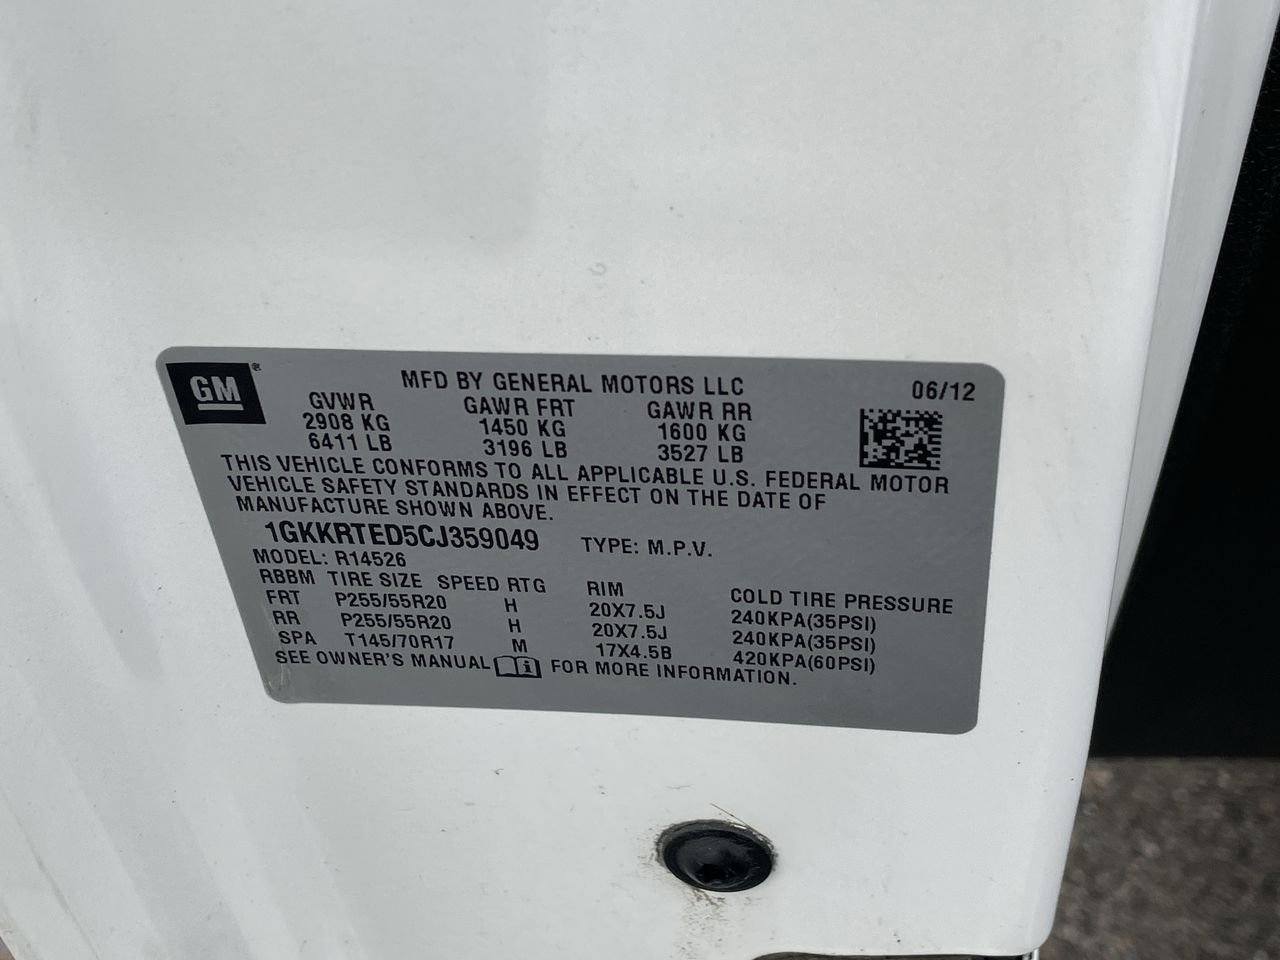 GM®
MFD BY GENERAL MOTORS LLC 06/12
GVWR GAWR FRT GAWR RR
2908 KG 1450 KG 1600 KG
6411 LB 3196 LB 3527 LB
THIS VEHICLE CONFORMS TO ALL APPLICABLE U.S. FEDERAL MOTOR
VEHICLE SAFETY STANDARDS IN EFFECT ON THE DATE OF
MANUFACTURE SHOWN ABOVE.
1GKKRTED5CJ359049 TYPE: M.P.V.
MODEL: R14526
RBBM TIRE SIZE SPEED RTG RIM COLD TIRE PRESSURE
FRT P255/55R20 H 20X7.5J 240KPA(35PSI)
RR P255/55R20 H 20X7.5J 240KPA(35PSI)
SPA T145/70R17 M 17X4.5B 420KPA(60PSI)
SEE OWNER'S MANUAL i FOR MORE INFORMATION.